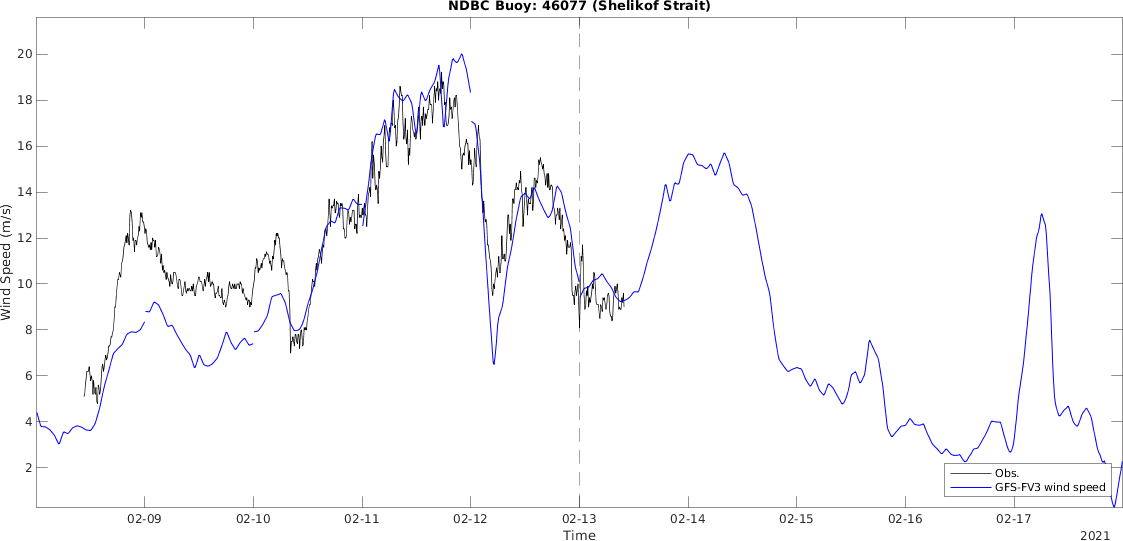 NDBC Buoy: 46077 (Shelikof Strait)
20
18
16
14
12
10
8
6
4
2
Wind Speed (m/s)
Obs.
GFS-FV3 wind speed
02-09 02-10 02-11 02-12 02-13 02-14 02-15 02-16 02-17
Time
2021